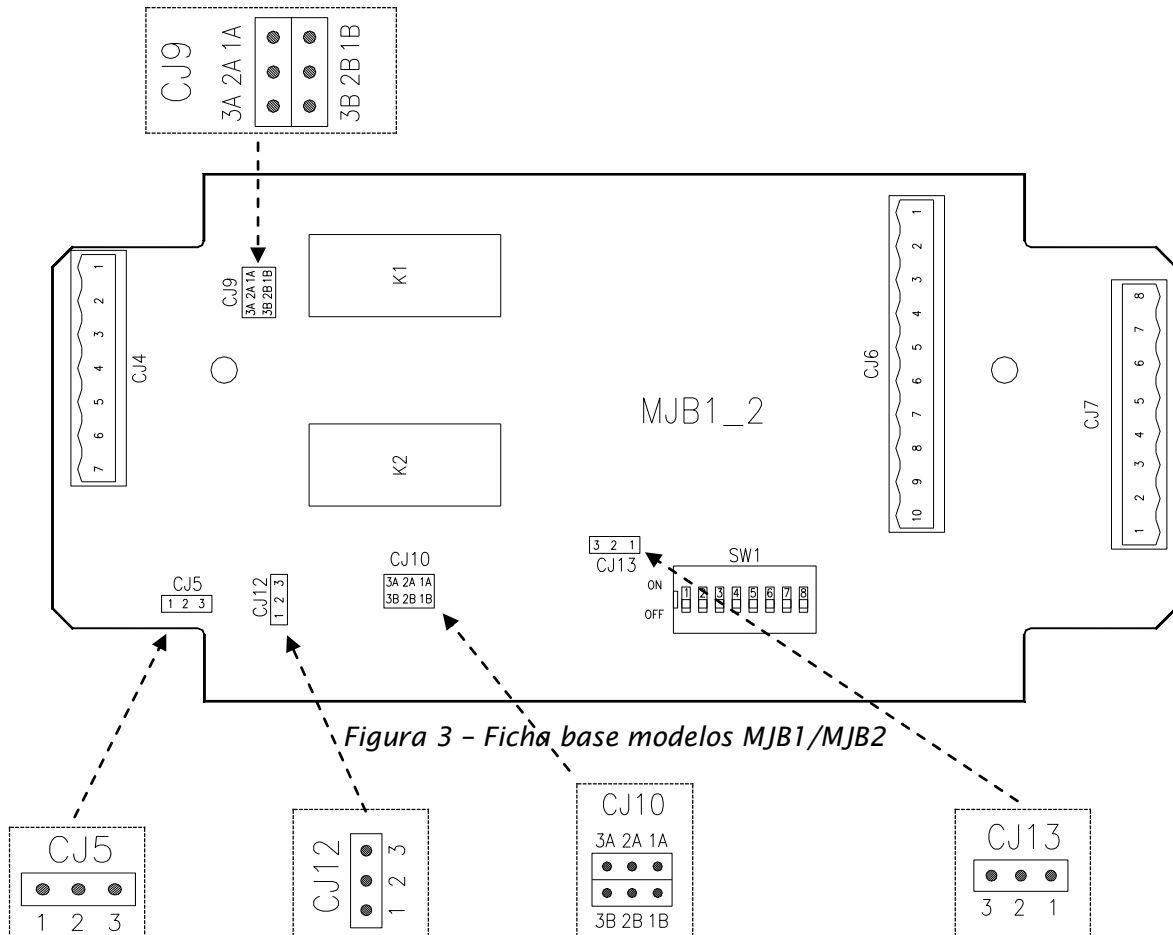 CJ9
3A 2A 1A
3B 2B 1B
CJ9
3A 2A 1A
3B 2B 1B
K1
K2
CJ4
1
2
3
4
5
6
7
MJB1_2
CJ6
1
2
3
4
5
6
7
8
9
10
CJ7
8
7
6
5
4
3
2
1
CJ5
1 2 3
CJ12
1 2 3
CJ10
3A 2A 1A
3B 2B 1B
3 2 1
CJ13
SW1
ON
OFF
1 2 3 4 5 6 7 8
Figura 3 – Ficha base modelos MJB1/MJB2
CJ5
1 2 3
CJ12
1 2 3
CJ10
3A 2A 1A
3B 2B 1B
CJ13
3 2 1